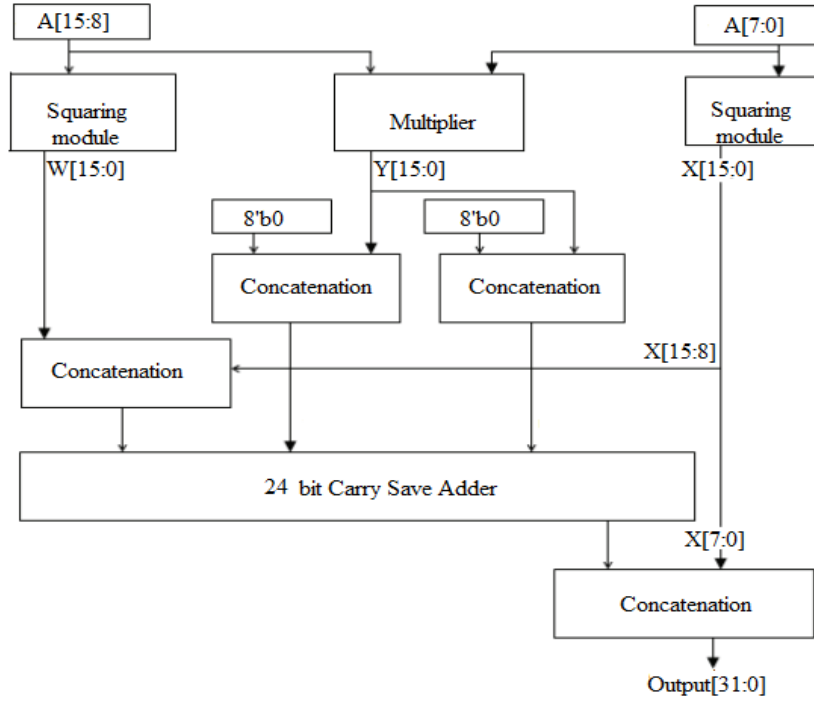 A[15:8]
A[7:0]
Squaring
module
Multiplier
Squaring
module
W[15:0]
Y[15:0]
X[15:0]
8'b0
8'b0
Concatenation
Concatenation
X[15:8]
Concatenation
24 bit Carry Save Adder
X[7:0]
Concatenation
Output[31:0]